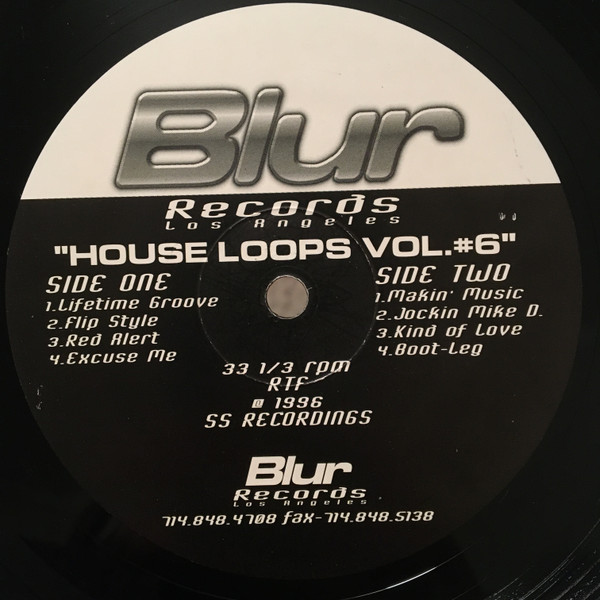 Blur
Records
Los Angeles
"HOUSE LOOPS VOL.#6"
SIDE ONE
1.Lifetime Groove
2.Flip Style
3.Red Alert
4.Excuse Me
SIDE TWO
1.Makin' Music
2.Jockin Mike D.
3.Kind of Love
4.Boot-Leg
33 1/3 rpm
RTF
1996
SS RECORDINGS
Blur
Records
Los Angeles
714.848.4708 fax-714.848.5138